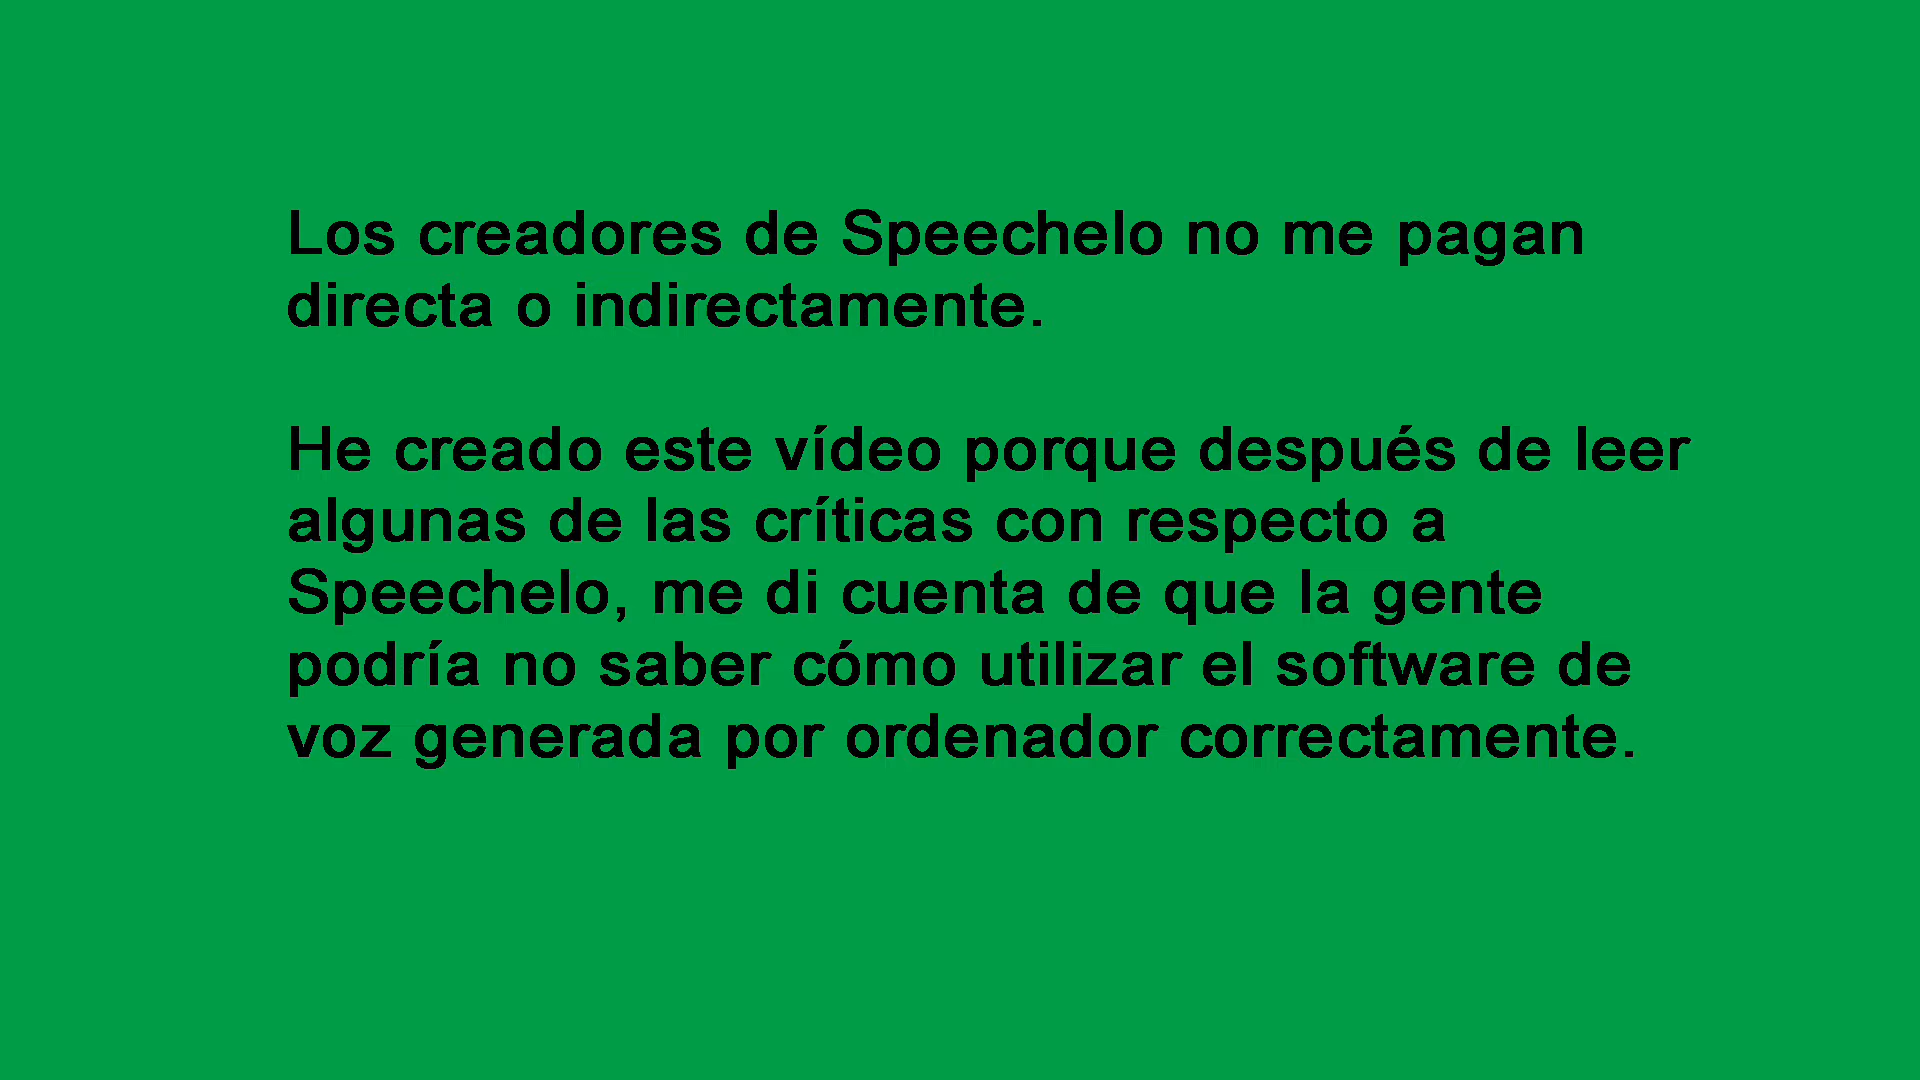 Los creadores de Speechelo no me pagan
directa o indirectamente.
He creado este vídeo porque después de leer
algunas de las críticas con respecto a
Speechelo, me di cuenta de que la gente
podría no saber cómo utilizar el software de
voz generada por ordenador correctamente.